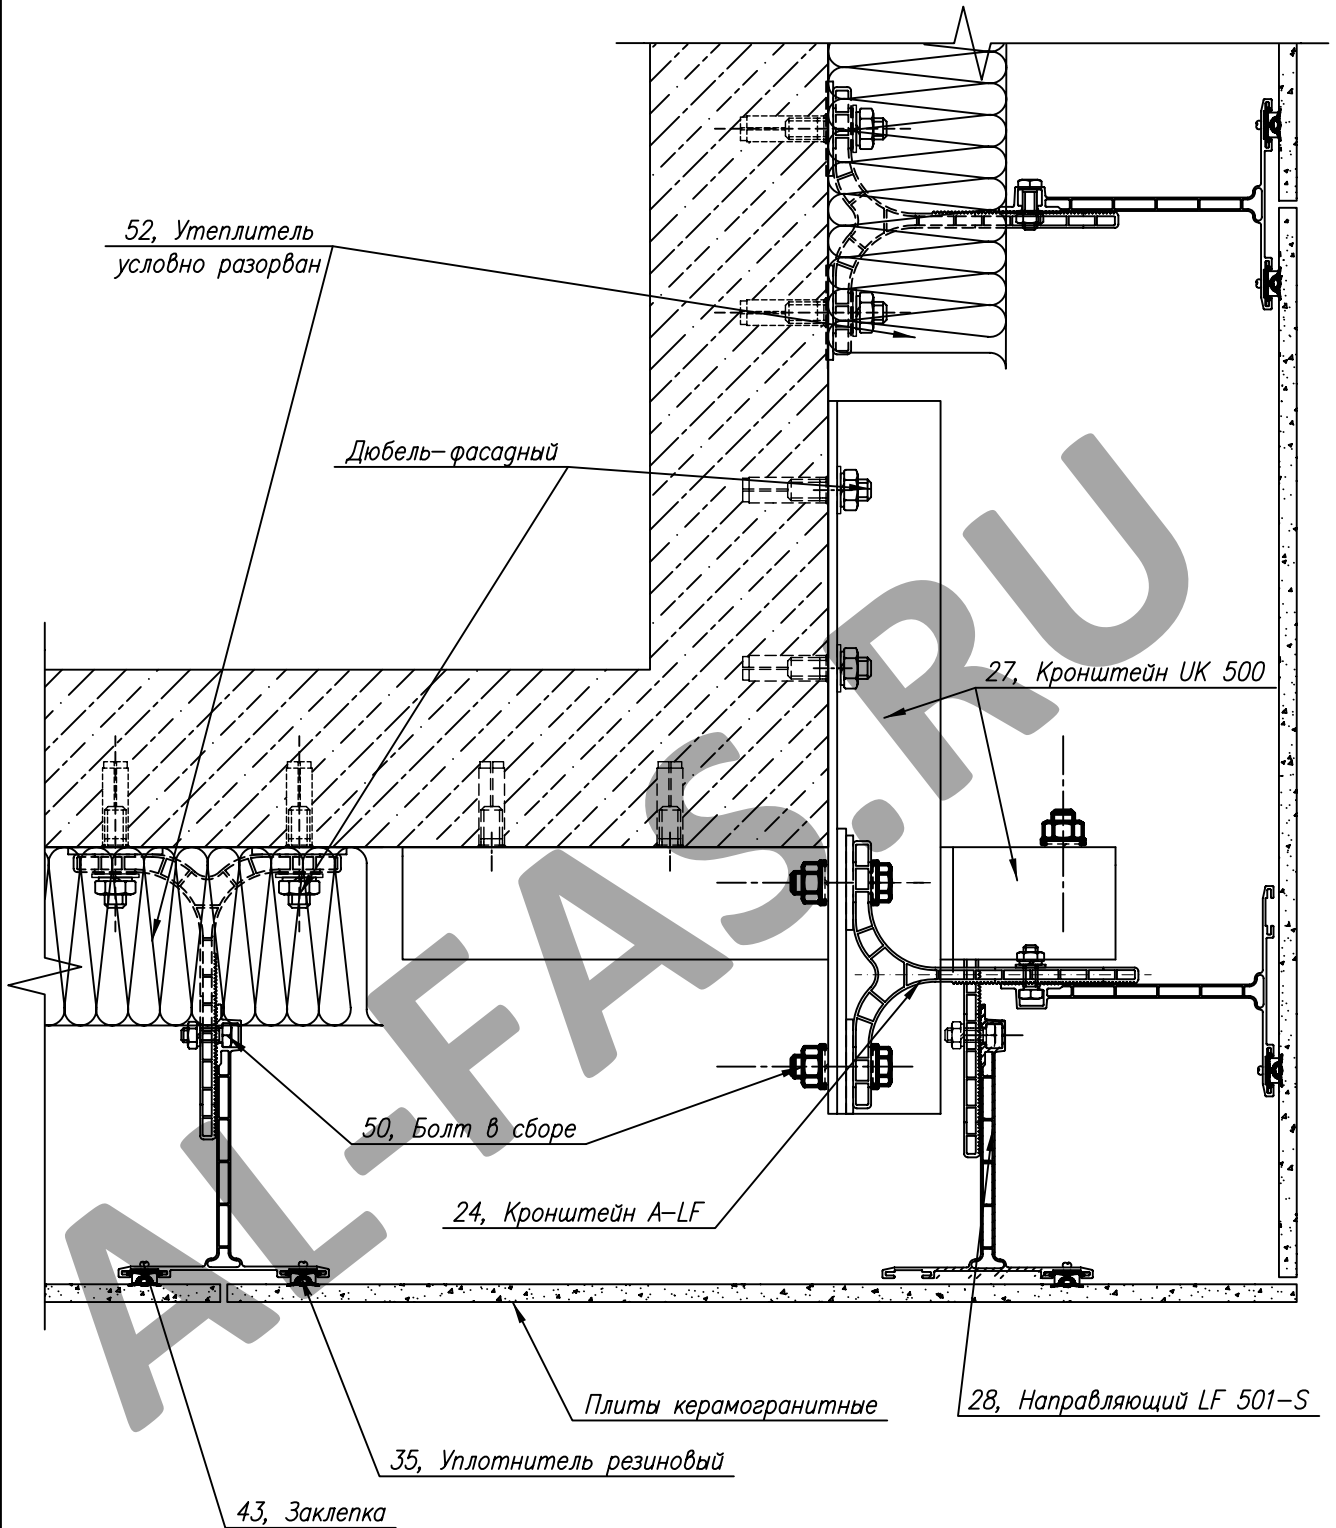 52, Утеплитель
условно разорван
Дюбель-фасадный
27, Кронштейн UK 500
50, Болт в сборе
24, Кронштейн A-LF
28, Направляющий LF 501-S
Плиты керамогранитные
35, Уплотнитель резиновый
43, Заклепка
AL-FAS.RU